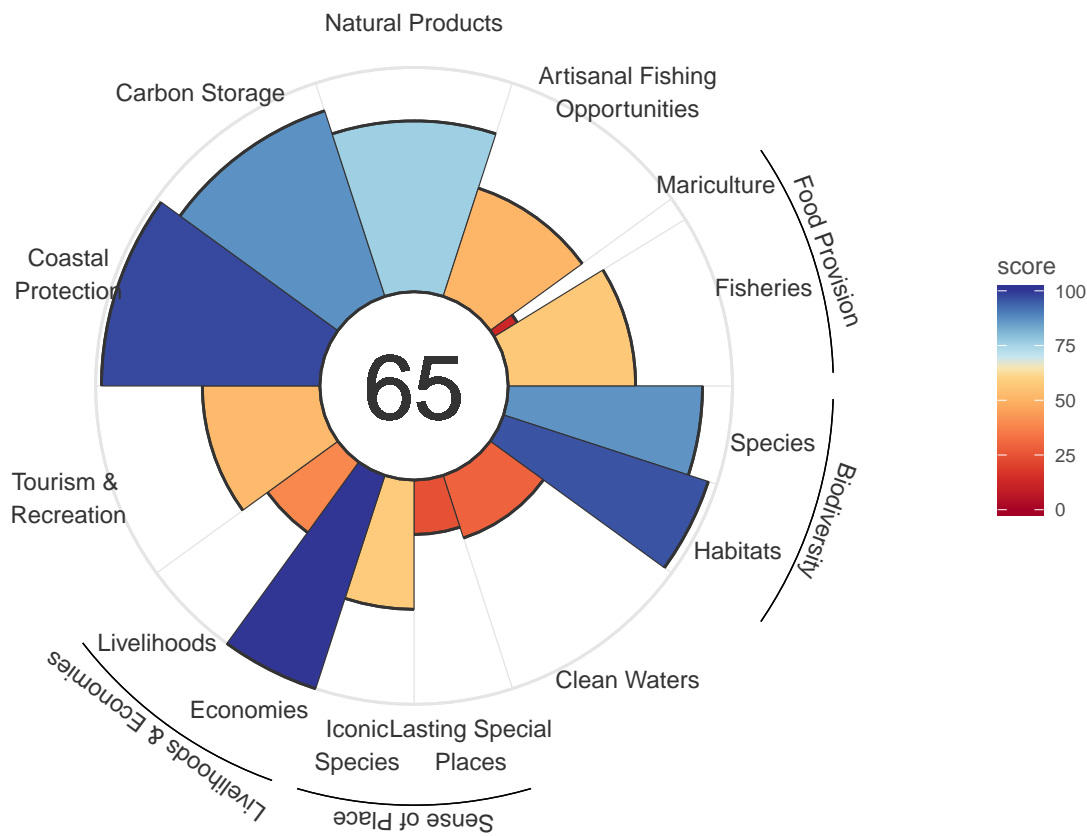 Natural Products
Carbon Storage
Artisanal Fishing
Opportunities
Mariculture
Food Provision
Fisheries
Coastal
Protection
65
score
100
75
50
25
0
Species
Biodiversity
Habitats
Tourism &
Recreation
Clean Waters
Livelihoods
Economies
Livelihoods & Economies
Iconic
Species
Lasting Special
Places
Sense of Place